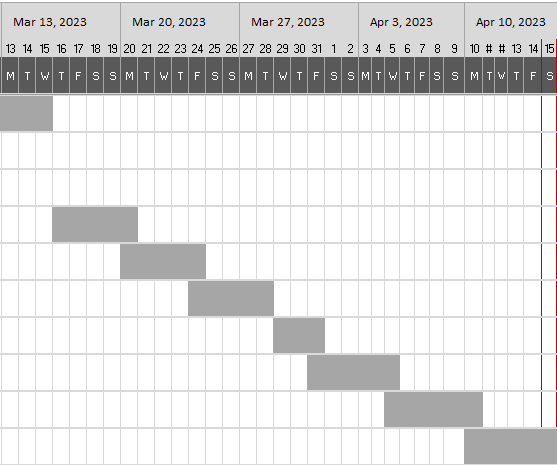 Mar 13, 2023 Mar 20, 2023 Mar 27, 2023 Apr 3, 2023 Apr 10, 2023
13 14 15 16 17 18 19 20 21 22 23 24 25 26 27 28 29 30 31 1 2 3 4 5 6 7 8 9 10 # # 13 14 15
M T W T F S S M T W T F S S M T W T F S S M T W T F S S M T W T F S